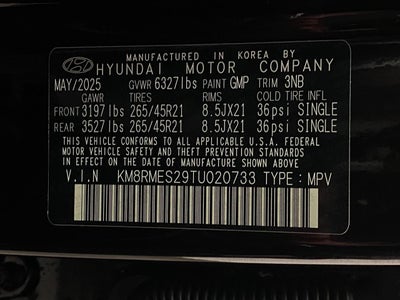 MANUFACTURED IN KOREA BY
HYUNDAI MOTOR COMPANY
MAY/2025 GVWR 6327lbs PAINT GMP TRIM 3NB
GAWR TIRES RIMS COLD TIRE INFL
FRONT 3197lbs 265/45R21 8.5JX21 36psi SINGLE
REAR 3527lbs 265/45R21 8.5JX21 36psi SINGLE
THIS VEHICLE CONFORMS TO ALL APPLICABLE U.S.A FEDERAL
MOTOR VEHICLE SAFETY AND THEFT PREVENTION STANDARDS
IN EFFECT ON THE DATE OF MANUFACTURE SHOWN ABOVE.
V.I.N KM8RMES29TU020733 TYPE:MPV